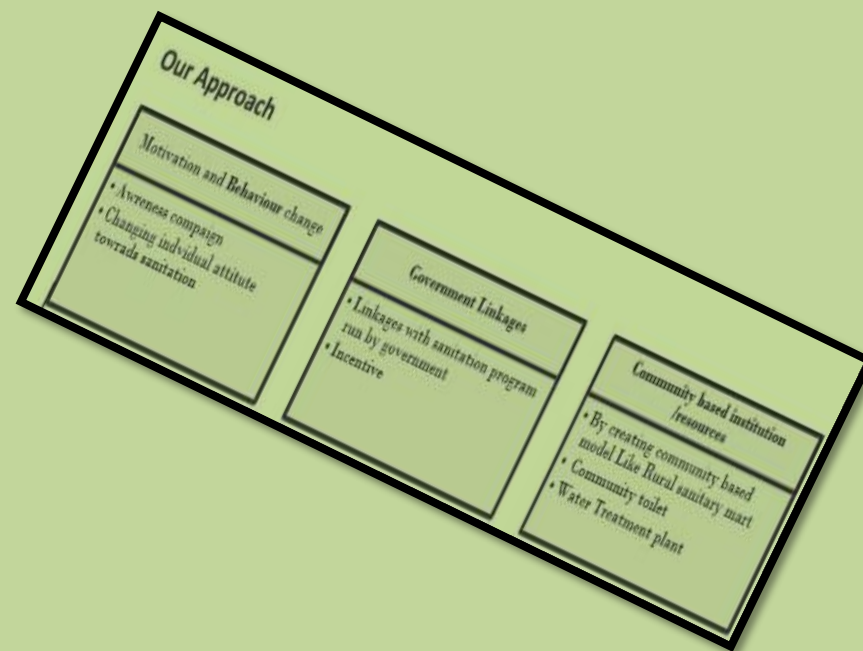 Our Approach
Motivation and Behaviour change
• Awreness compaign
• Changing indvidual attitute
towrads sanitation
Government Linkages
• Linkages with sanitation program
run by government
• Incentive
Community based institution
/resources
• By creating community based
model Like Rural sanitary mart
• Community toilet
• Water Treatment plant